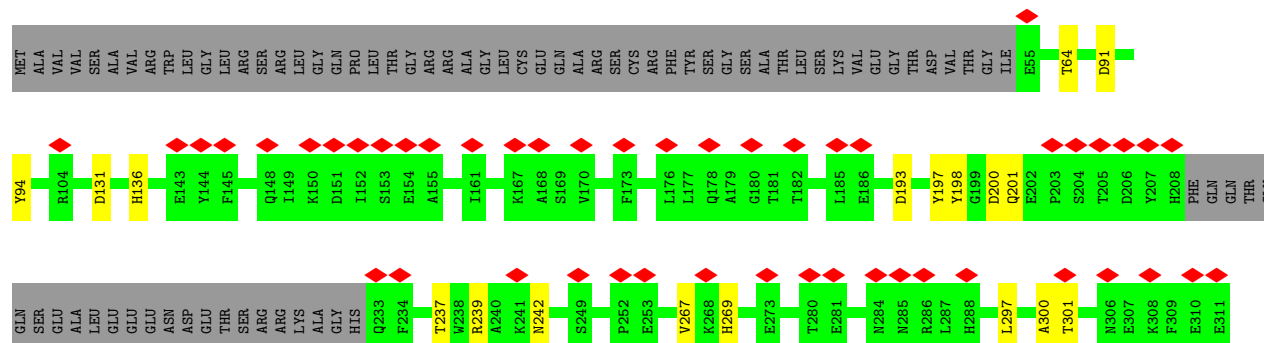 MET ALA VAL VAL SER ALA VAL ARG TRP LEU GLY LEU ARG SER ARG LEU GLY GLN PRO LEU THR GLY ARG ARG ALA GLY LEU CYS GLU GLN ALA ARG SER CYS ARG PHE TYR SER GLY SER ALA THR LEU SER LYS VAL GLU GLY THR ASP VAL THR GLY ILE E55 T64 D91
Y94 R104 D131 H136 E143 Y144 F145 Q148 I149 K150 D151 I152 S153 E154 A155 I161 K167 A168 S169 V170 F173 L176 L177 Q178 A179 G180 T181 T182 L185 E186 D193 Y197 Y198 G199 D200 Q201 E202 P203 S204 T205 D206 Y207 H208 PHE GLN GLN THR
GLN SER GLU ALA LEU GLU GLU GLU ASN ASP GLU THR SER ARG ARG LYS ALA GLY HIS Q233 F234 T237 W238 R239 A240 K241 N242 S249 P252 E253 V267 K268 H269 E273 T280 E281 N284 N285 R286 L287 H288 L297 A300 T301 N306 E307 K308 F309 E310 E311